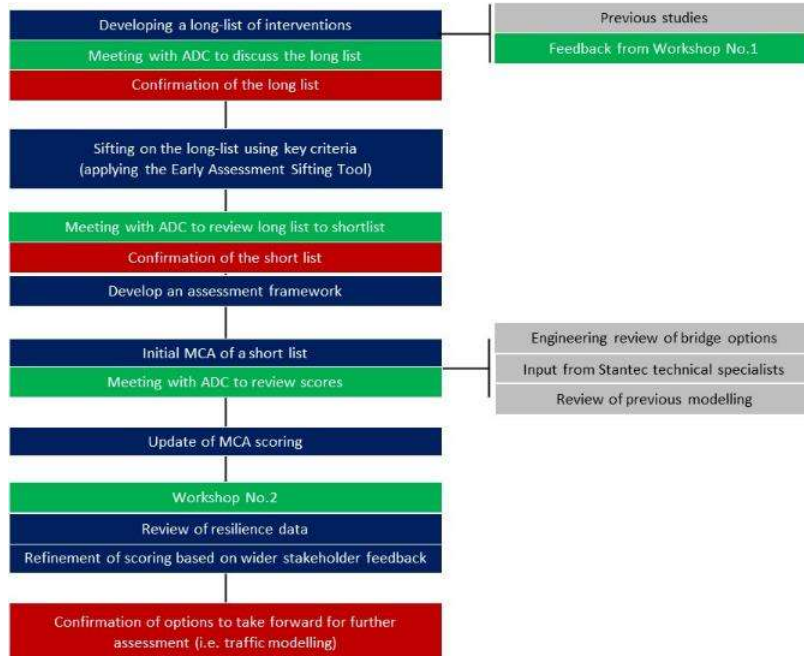 Developing a long-list of interventions
Meeting with ADC to discuss the long list
Confirmation of the long list
Previous studies
Feedback from Workshop No.1
Sifting on the long-list using key criteria
(applying the Early Assessment Sifting Tool)
Meeting with ADC to review long list to shortlist
Confirmation of the short list
Develop an assessment framework
Initial MCA of a short list
Meeting with ADC to review scores
Engineering review of bridge options
Input from Stantec technical specialists
Review of previous modelling
Update of MCA scoring
Workshop No.2
Review of resilience data
Refinement of scoring based on wider stakeholder feedback
Confirmation of options to take forward for further
assessment (i.e. traffic modelling)